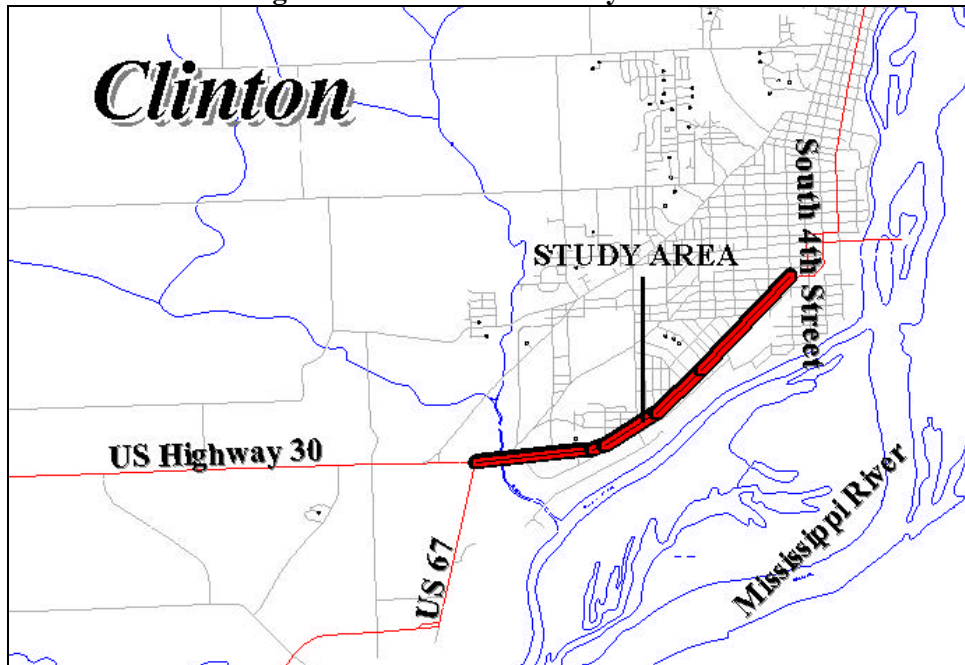 Clinton
South 4th Street
STUDY AREA
US Highway 30
US 67
Mississippi River